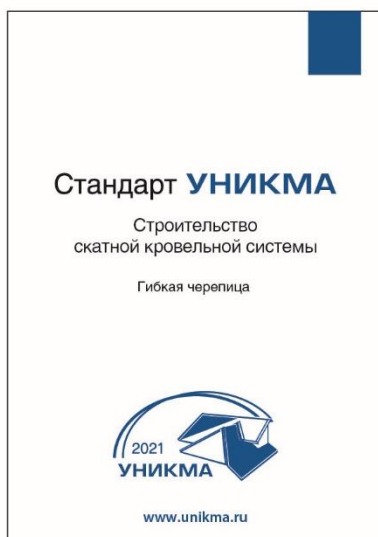 Стандарт УНИКМА
Строительство
скатной кровельной системы
Гибкая черепица
2021
УНИКМА
www.unikma.ru